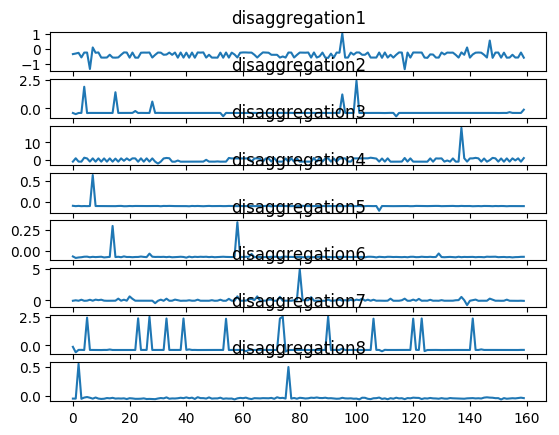 disaggregation1
1
0
−1
disaggregation2
2.5
0.0
disaggregation3
10
0
disaggregation4
0.5
0.0
disaggregation5
0.25
0.00
disaggregation6
5
0
disaggregation7
2.5
0.0
disaggregation8
0.5
0.0
0 20 40 60 80 100 120 140 160